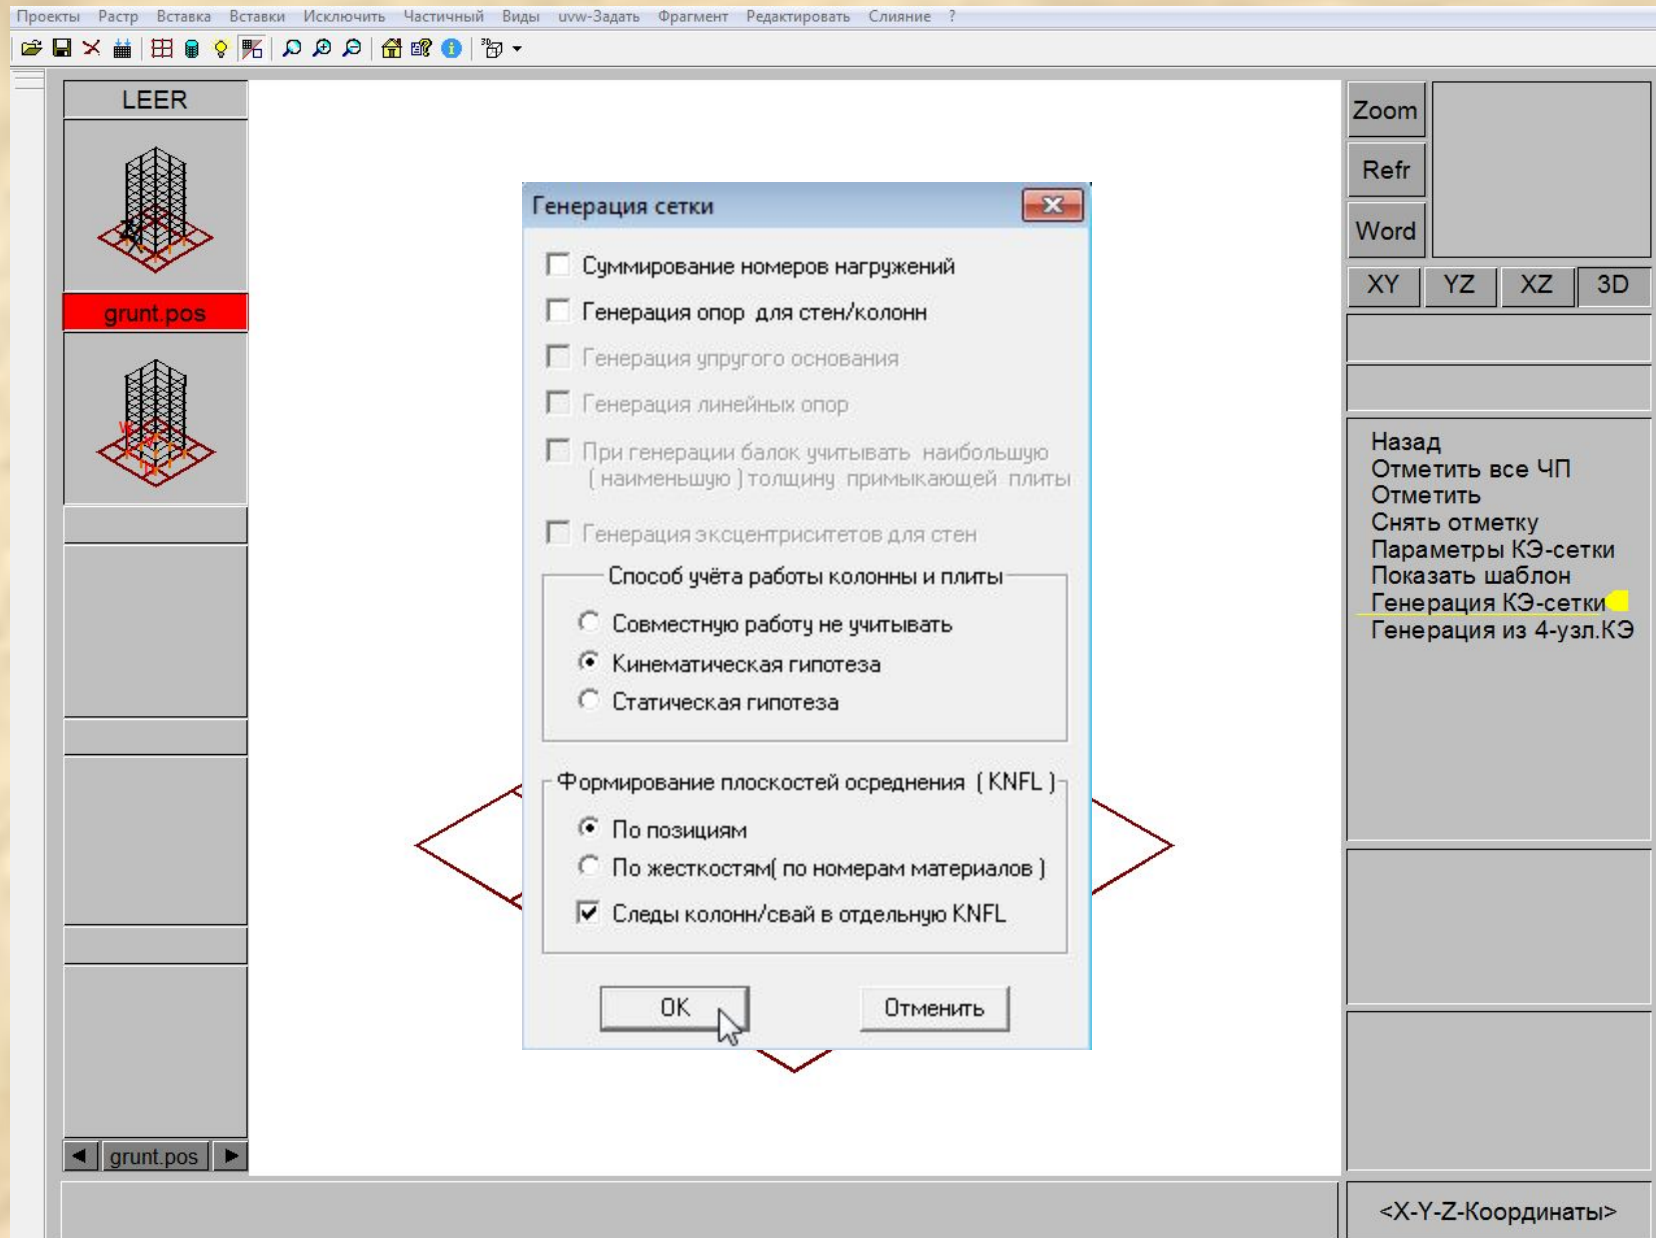 Проекты Растр Вставка Вставки Исключить Частичный Виды uvw-Задать Фрагмент Редактировать Слияние ?
LEER
grunt.pos
grunt.pos
Генерация сетки
Суммирование номеров нагружений
Генерация опор для стен/колонн
Генерация упругого основания
Генерация линейных опор
При генерации балок учитывать наибольшую
( наименьшую ) толщину примыкающей плиты
Генерация эксцентриситетов для стен
Способ учёта работы колонны и плиты
Совместную работу не учитывать
Кинематическая гипотеза
Статическая гипотеза
Формирование плоскостей осреднения ( KNFL )
По позициям
По жесткостям( по номерам материалов )
Следы колонн/свай в отдельную KNFL
OK Отменить
Zoom
Refr
Word
XY YZ XZ 3D
Назад
Отметить все ЧП
Отметить
Снять отметку
Параметры КЭ-сетки
Показать шаблон
Генерация КЭ-сетки
Генерация из 4-узл.КЭ
<X-Y-Z-Координаты>